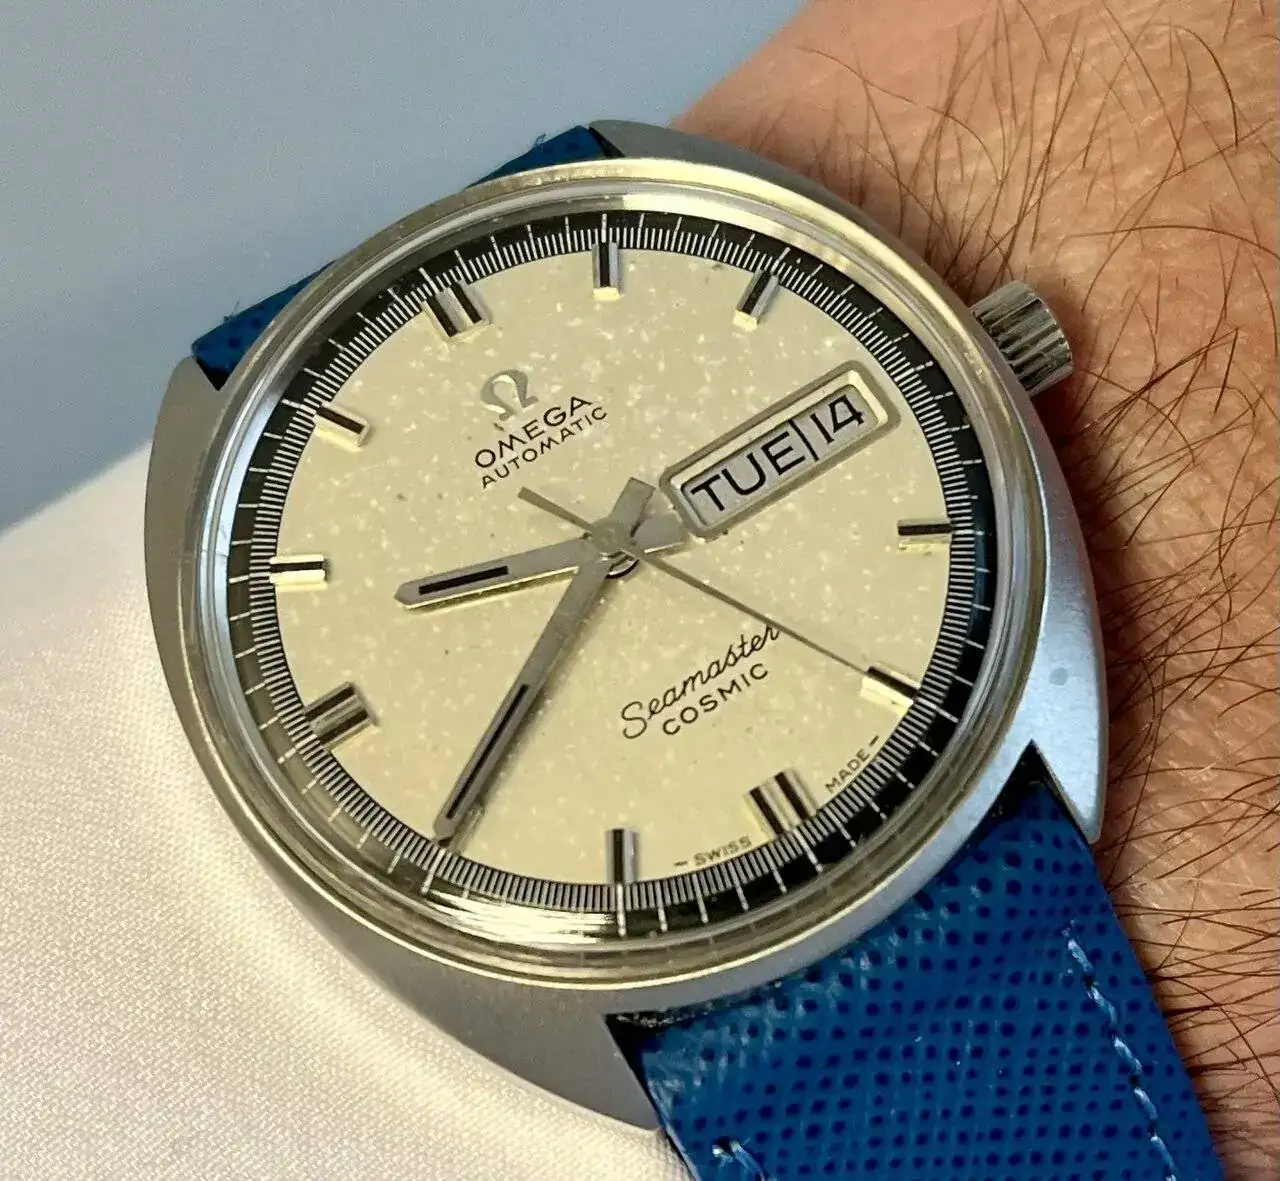 OMEGA
AUTOMATIC
TUE 14
Seamaster
COSMIC
- SWISS MADE -